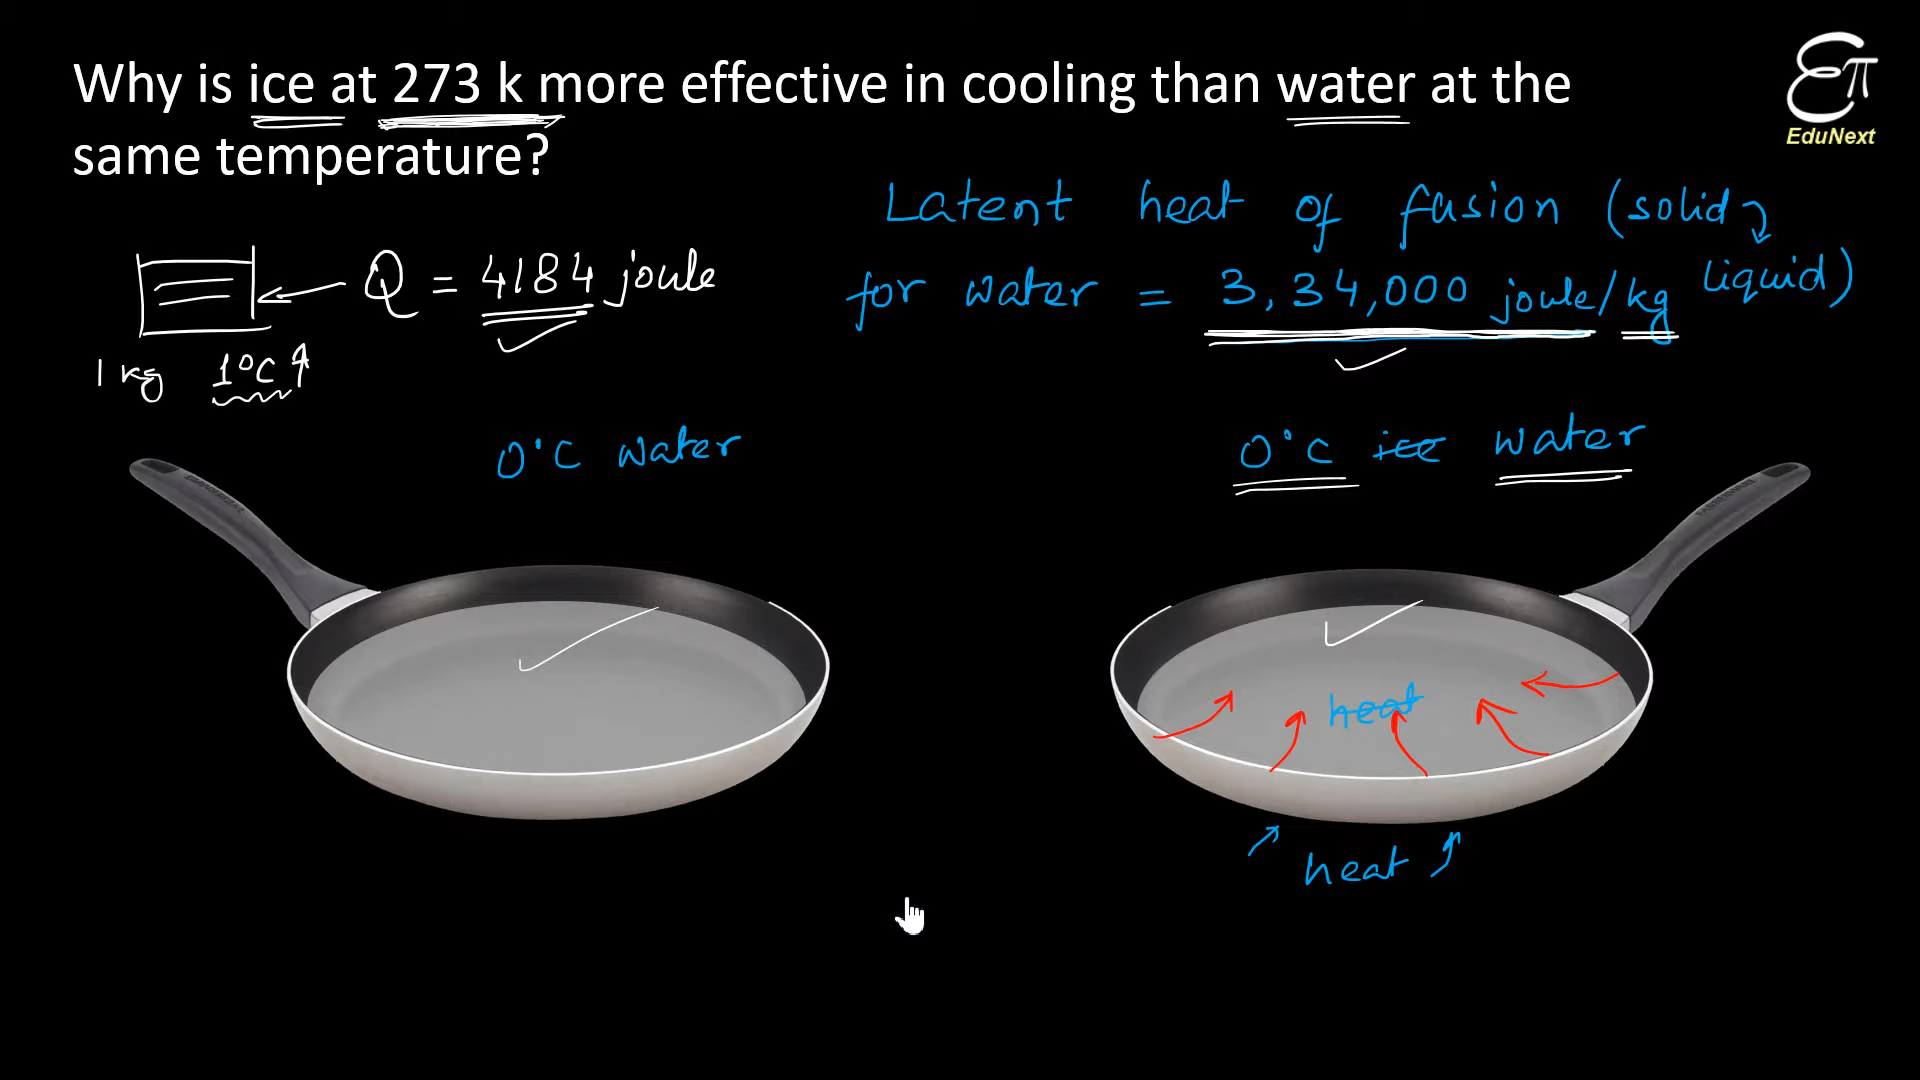 Why is ice at 273 k more effective in cooling than water at the
same temperature?
επ
EduNext
Latent heat of fusion (solid
liquid)
for water = 3,34,000 joule/kg
Q = 4184 joule
1 kg 1°C ↑
0°C water
0°C ice water
heat
heat